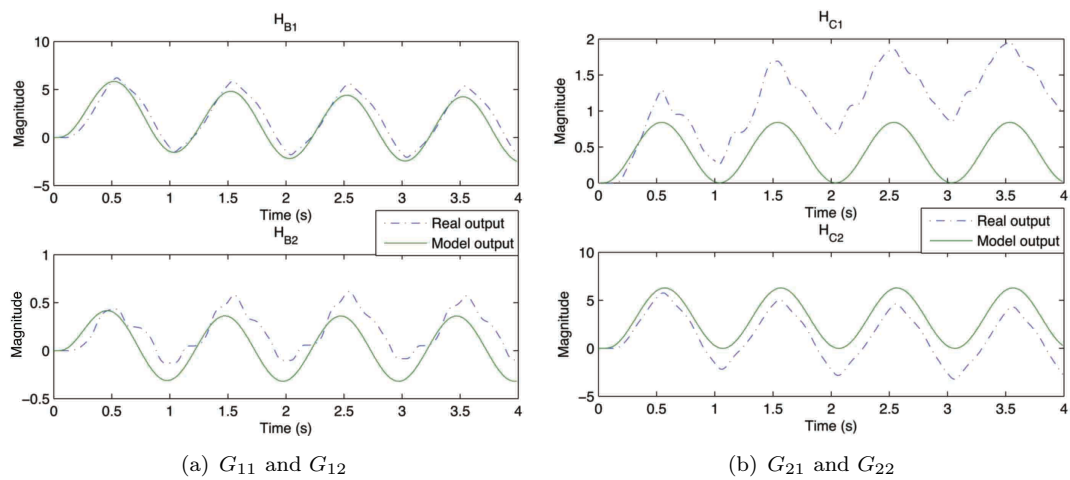 H_B1
Magnitude
10
5
0
−5
0 0.5 1 1.5 2 2.5 3 3.5 4
Time (s)
H_B2
Real output
Model output
Magnitude
1
0.5
0
−0.5
0 0.5 1 1.5 2 2.5 3 3.5 4
Time (s)
(a) G_11 and G_12
H_C1
Magnitude
2
1.5
1
0.5
0
0 0.5 1 1.5 2 2.5 3 3.5 4
Time (s)
H_C2
Real output
Model output
Magnitude
10
5
0
−5
0 0.5 1 1.5 2 2.5 3 3.5 4
Time (s)
(b) G_21 and G_22